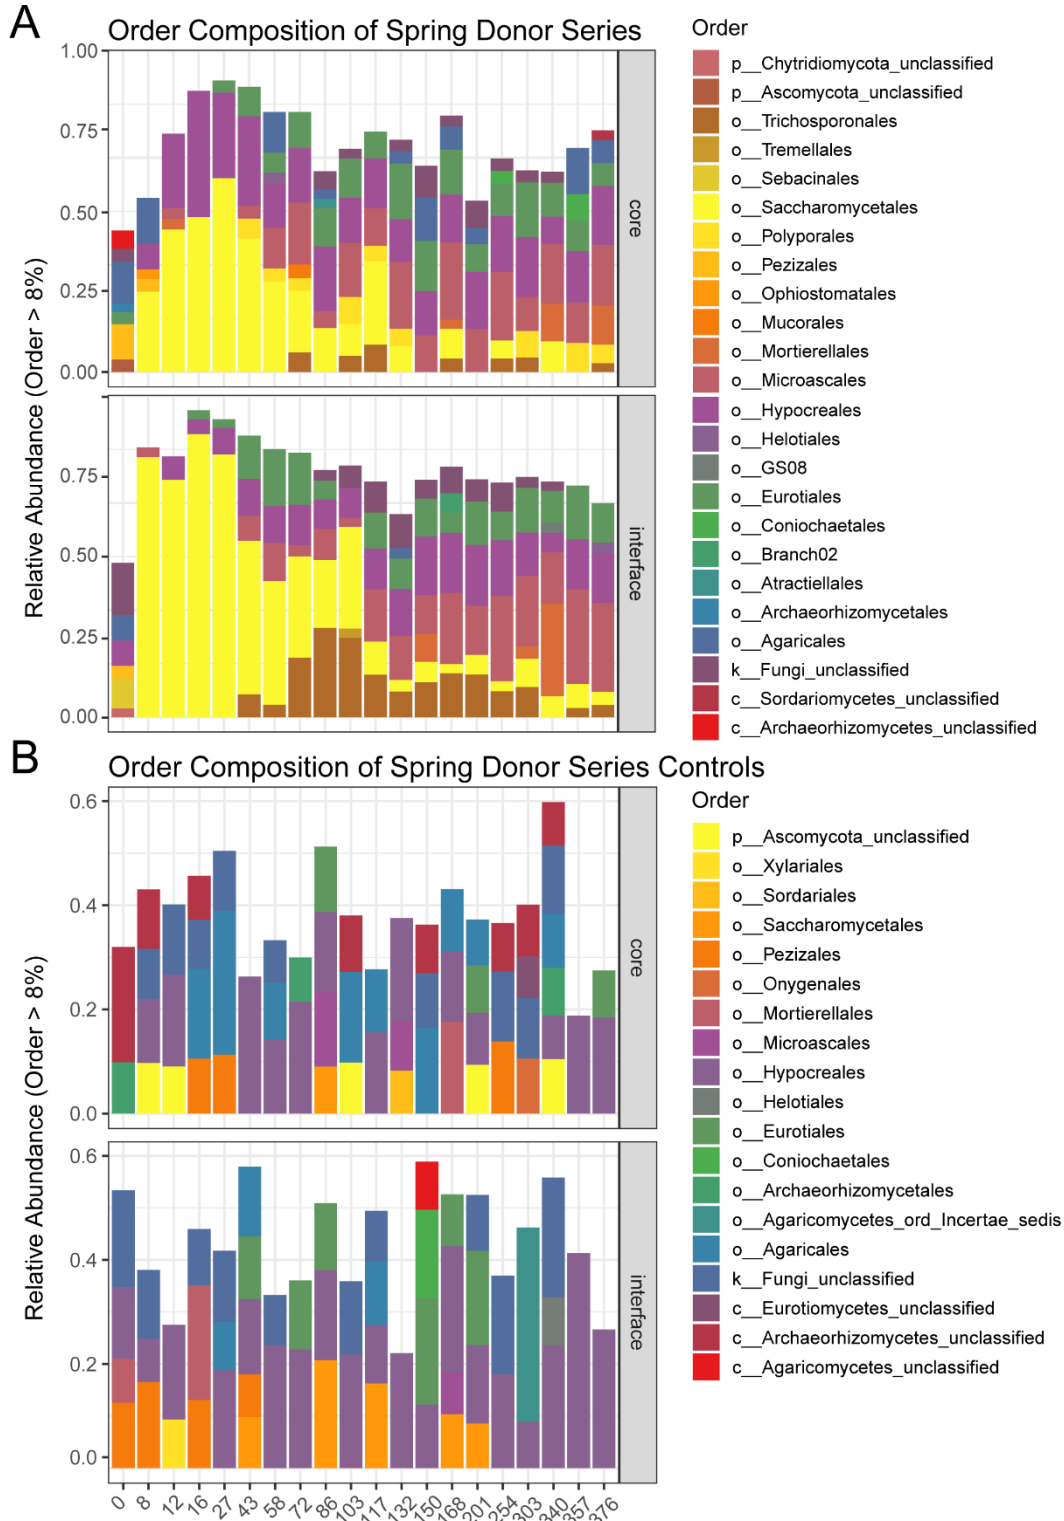 A
Order Composition of Spring Donor Series
Relative Abundance (Order > 8%)
1.00
0.75
0.50
0.25
0.00
core
0.75
0.50
0.25
0.00
interface
Order
p__Chytridiomycota_unclassified
p__Ascomycota_unclassified
o__Trichosporonales
o__Tremellales
o__Sebacinales
o__Saccharomycetales
o__Polyporales
o__Pezizales
o__Ophiostomatales
o__Mucorales
o__Mortierellales
o__Microascales
o__Hypocreales
o__Helotiales
o__GS08
o__Eurotiales
o__Coniochaetales
o__Branch02
o__Atractiellales
o__Archaeorhizomycetales
o__Agaricales
k__Fungi_unclassified
c__Sordariomycetes_unclassified
c__Archaeorhizomycetes_unclassified
B
Order Composition of Spring Donor Series Controls
Relative Abundance (Order > 8%)
0.6
0.4
0.2
0.0
core
0.6
0.4
0.2
0.0
interface
0 8 12 16 27 43 58 72 86 103 117 132 150 168 201 254 303 340 357 376
Order
p__Ascomycota_unclassified
o__Xylariales
o__Sordariales
o__Saccharomycetales
o__Pezizales
o__Onygenales
o__Mortierellales
o__Microascales
o__Hypocreales
o__Helotiales
o__Eurotiales
o__Coniochaetales
o__Archaeorhizomycetales
o__Agaricomycetes_ord_Incertae_sedis
o__Agaricales
k__Fungi_unclassified
c__Eurotiomycetes_unclassified
c__Archaeorhizomycetes_unclassified
c__Agaricomycetes_unclassified